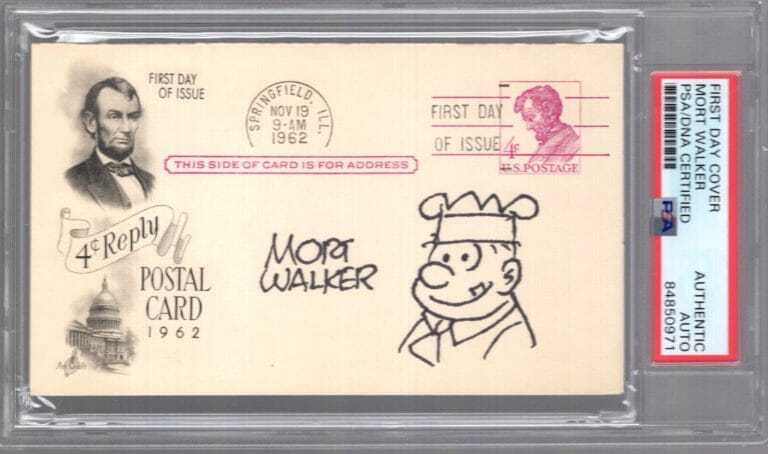 FIRST DAY
OF ISSUE
SPRINGFIELD, ILL.
NOV 19
9-AM
1962
FIRST DAY
OF ISSUE
4¢
U.S. POSTAGE
THIS SIDE OF CARD IS FOR ADDRESS
4¢ Reply
POSTAL
CARD
1962
MORT
WALKER
FIRST DAY COVER
MORT WALKER
PSA/DNA CERTIFIED
PSA
AUTHENTIC
AUTO
84850971